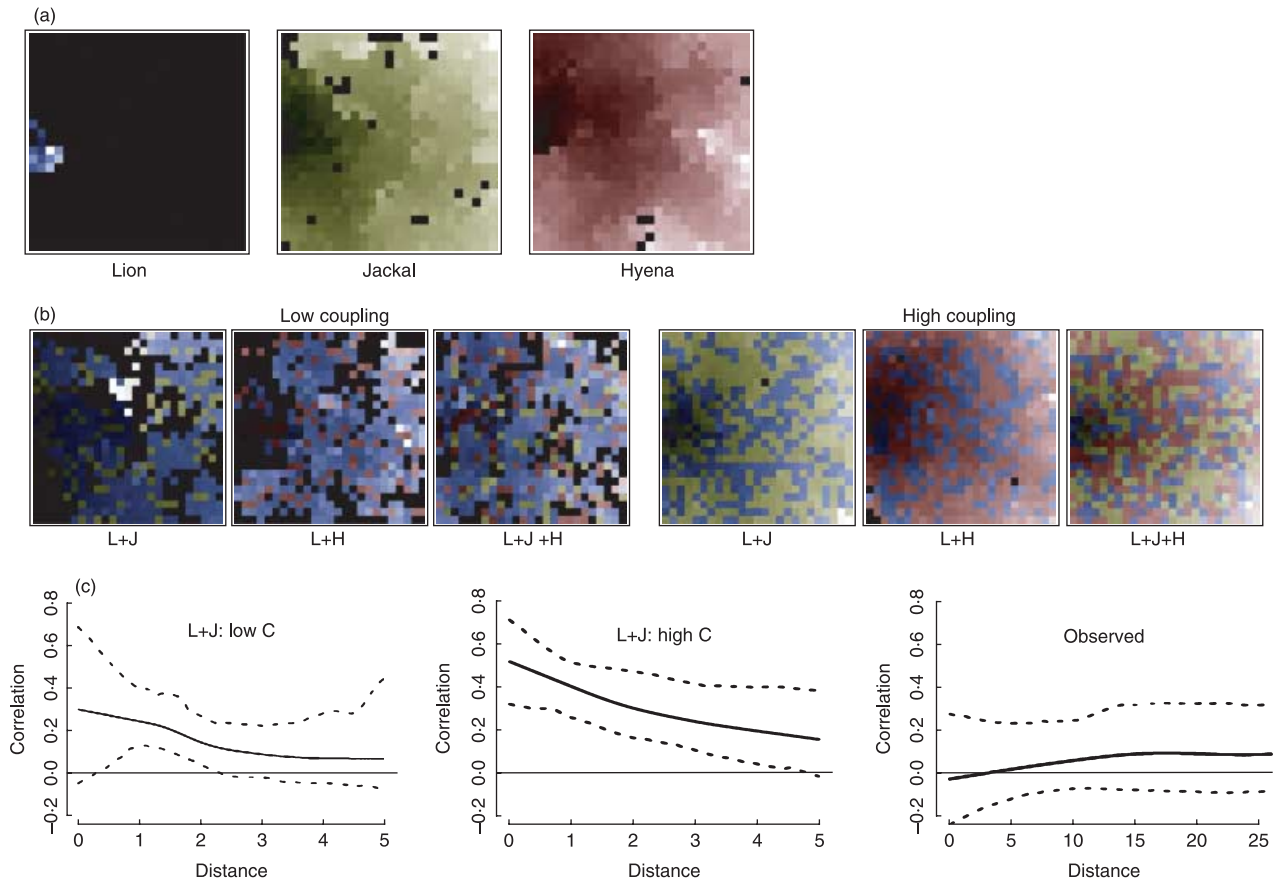 (a)
Lion
Jackal
Hyena
(b)
Low coupling
High coupling
L+J
L+H
L+J +H
L+J
L+H
L+J+H
(c)
L+J: low C
Correlation
0·8
0·6
0·4
0·2
0·0
−0·2
0 1 2 3 4 5
Distance
L+J: high C
Correlation
0·8
0·6
0·4
0·2
0·0
−0·2
0 1 2 3 4 5
Distance
Observed
Correlation
0·8
0·6
0·4
0·2
0·0
−0·2
0 5 10 15 20 25
Distance